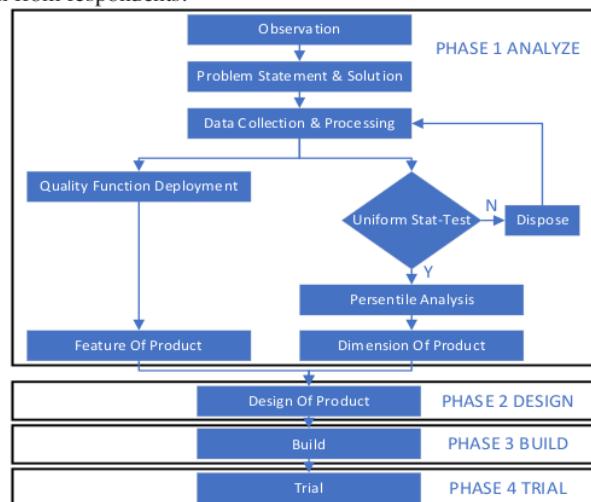 from respondents.
Observation
PHASE 1 ANALYZE
Problem Statement & Solution
Data Collection & Processing
Quality Function Deployment
Uniform Stat-Test
N
Dispose
Y
Persentile Analysis
Feature Of Product
Dimension Of Product
Design Of Product
PHASE 2 DESIGN
Build
PHASE 3 BUILD
Trial
PHASE 4 TRIAL